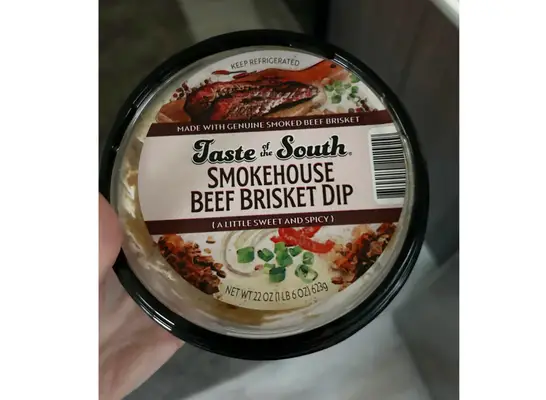 KEEP REFRIGERATED
MADE WITH GENUINE SMOKED BEEF BRISKET
Taste of the South®
SMOKEHOUSE
BEEF BRISKET DIP
(A LITTLE SWEET AND SPICY)
NET WT 22 OZ (1 LB 6 OZ) 623g